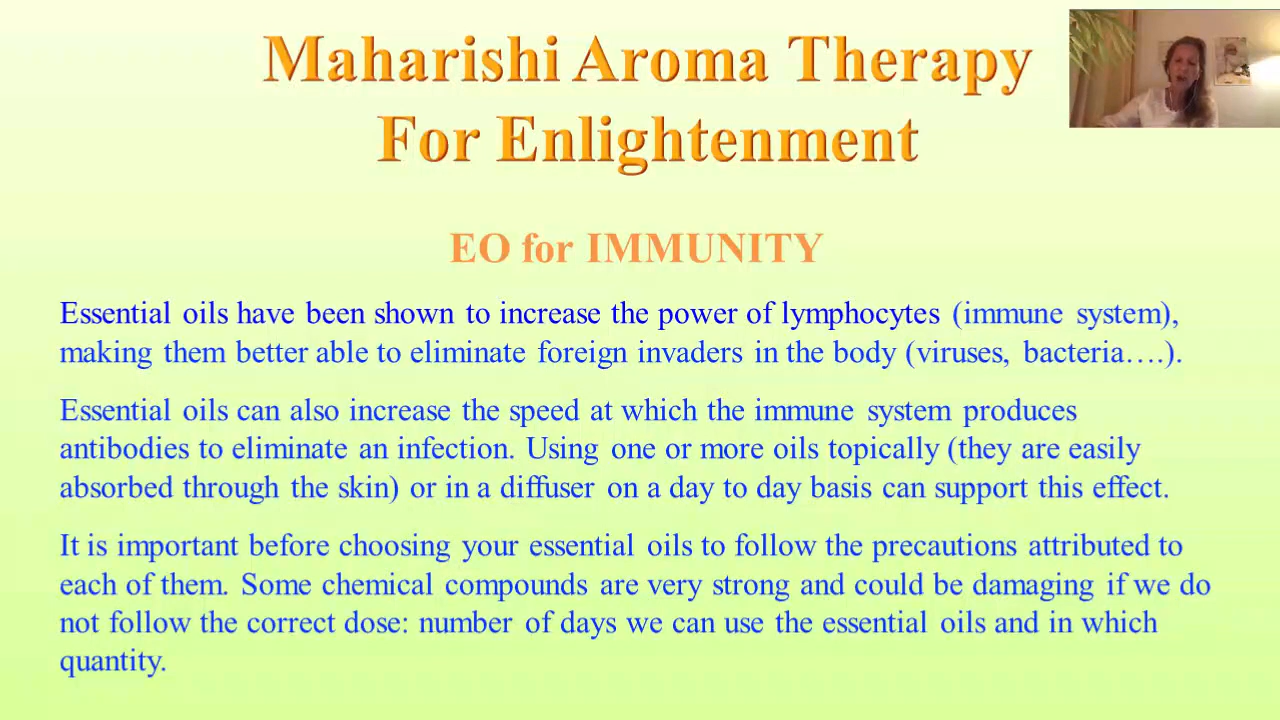 Maharishi Aroma Therapy
For Enlightenment
EO for IMMUNITY
Essential oils have been shown to increase the power of lymphocytes (immune system),
making them better able to eliminate foreign invaders in the body (viruses, bacteria….).
Essential oils can also increase the speed at which the immune system produces
antibodies to eliminate an infection. Using one or more oils topically (they are easily
absorbed through the skin) or in a diffuser on a day to day basis can support this effect.
It is important before choosing your essential oils to follow the precautions attributed to
each of them. Some chemical compounds are very strong and could be damaging if we do
not follow the correct dose: number of days we can use the essential oils and in which
quantity.